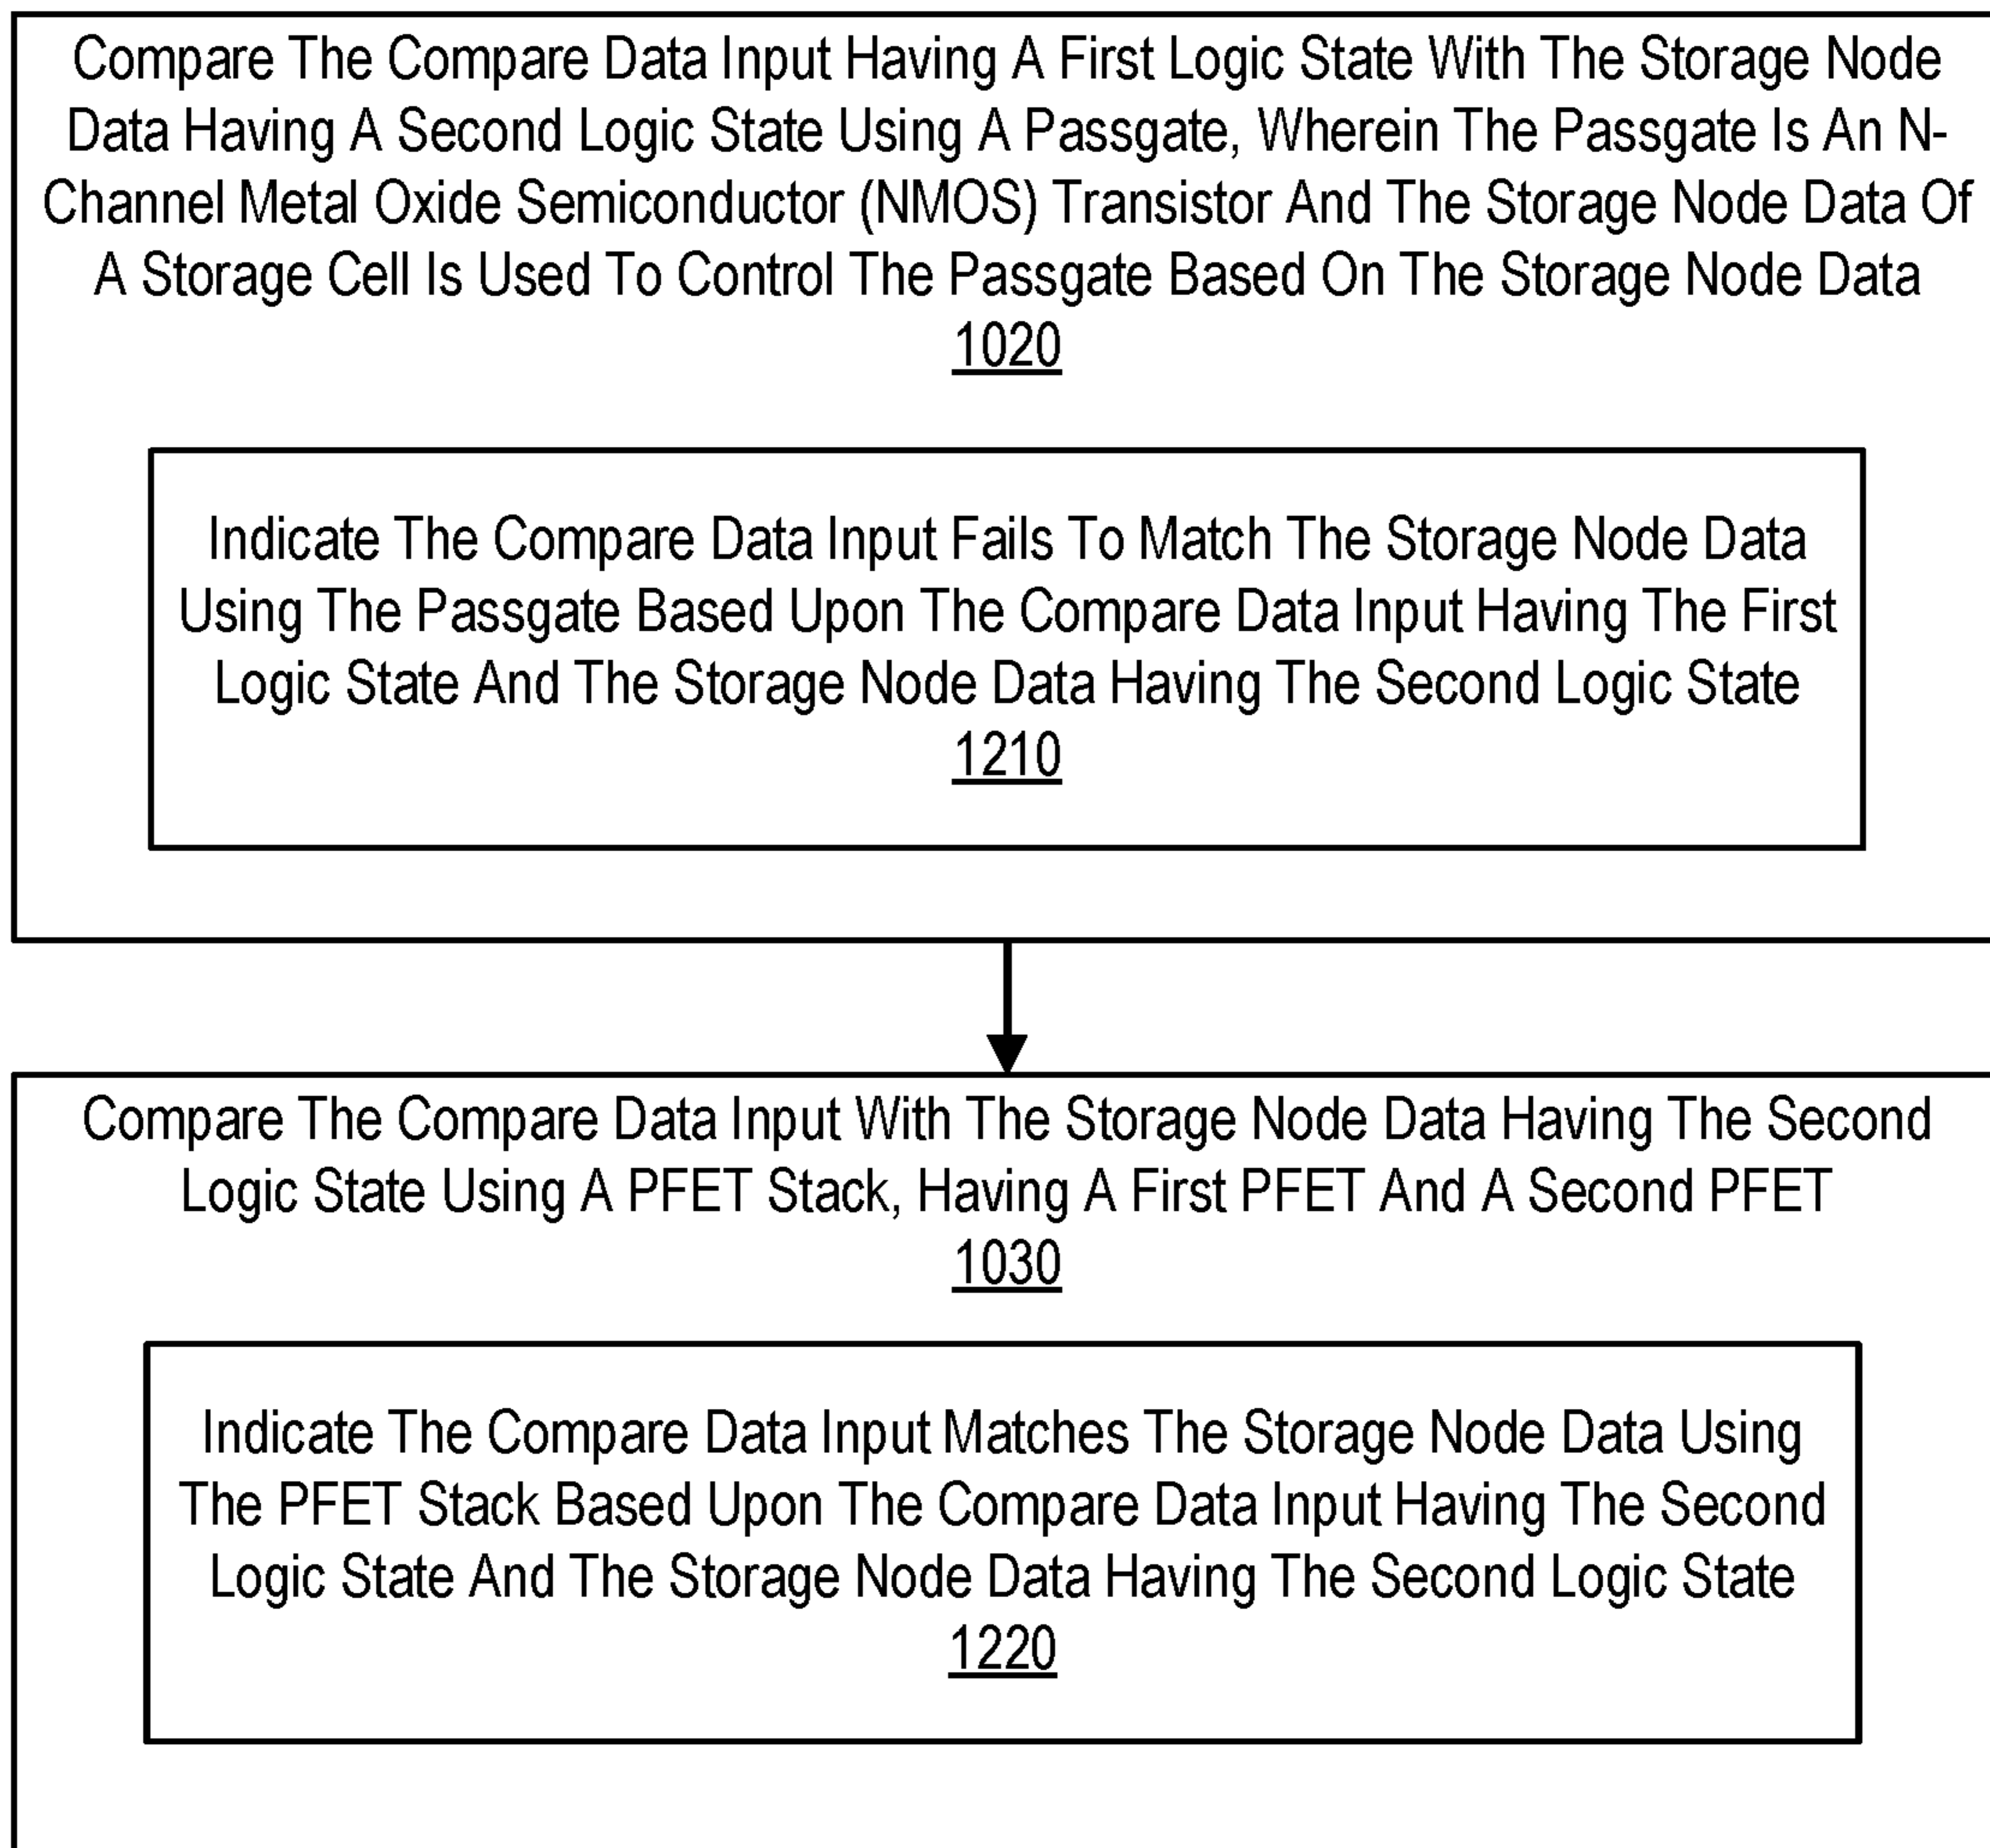 Compare The Compare Data Input Having A First Logic State With The Storage Node
Data Having A Second Logic State Using A Passgate, Wherein The Passgate Is An N-
Channel Metal Oxide Semiconductor (NMOS) Transistor And The Storage Node Data Of
A Storage Cell Is Used To Control The Passgate Based On The Storage Node Data
1020
Indicate The Compare Data Input Fails To Match The Storage Node Data
Using The Passgate Based Upon The Compare Data Input Having The First
Logic State And The Storage Node Data Having The Second Logic State
1210
Compare The Compare Data Input With The Storage Node Data Having The Second
Logic State Using A PFET Stack, Having A First PFET And A Second PFET
1030
Indicate The Compare Data Input Matches The Storage Node Data Using
The PFET Stack Based Upon The Compare Data Input Having The Second
Logic State And The Storage Node Data Having The Second Logic State
1220